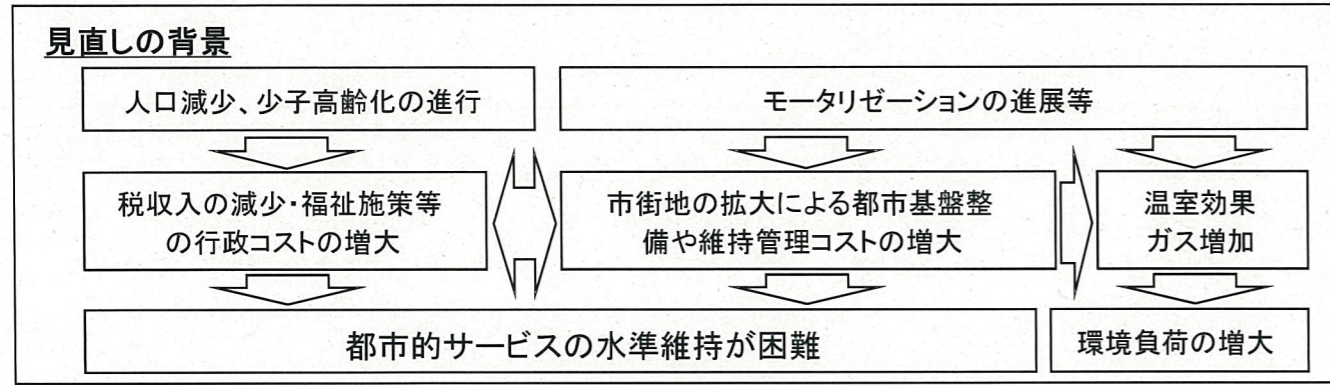 見直しの背景
人口減少、少子高齢化の進行
モータリゼーションの進展等
税収入の減少・福祉施策等
の行政コストの増大
市街地の拡大による都市基盤整
備や維持管理コストの増大
温室効果
ガス増加
都市的サービスの水準維持が困難
環境負荷の増大